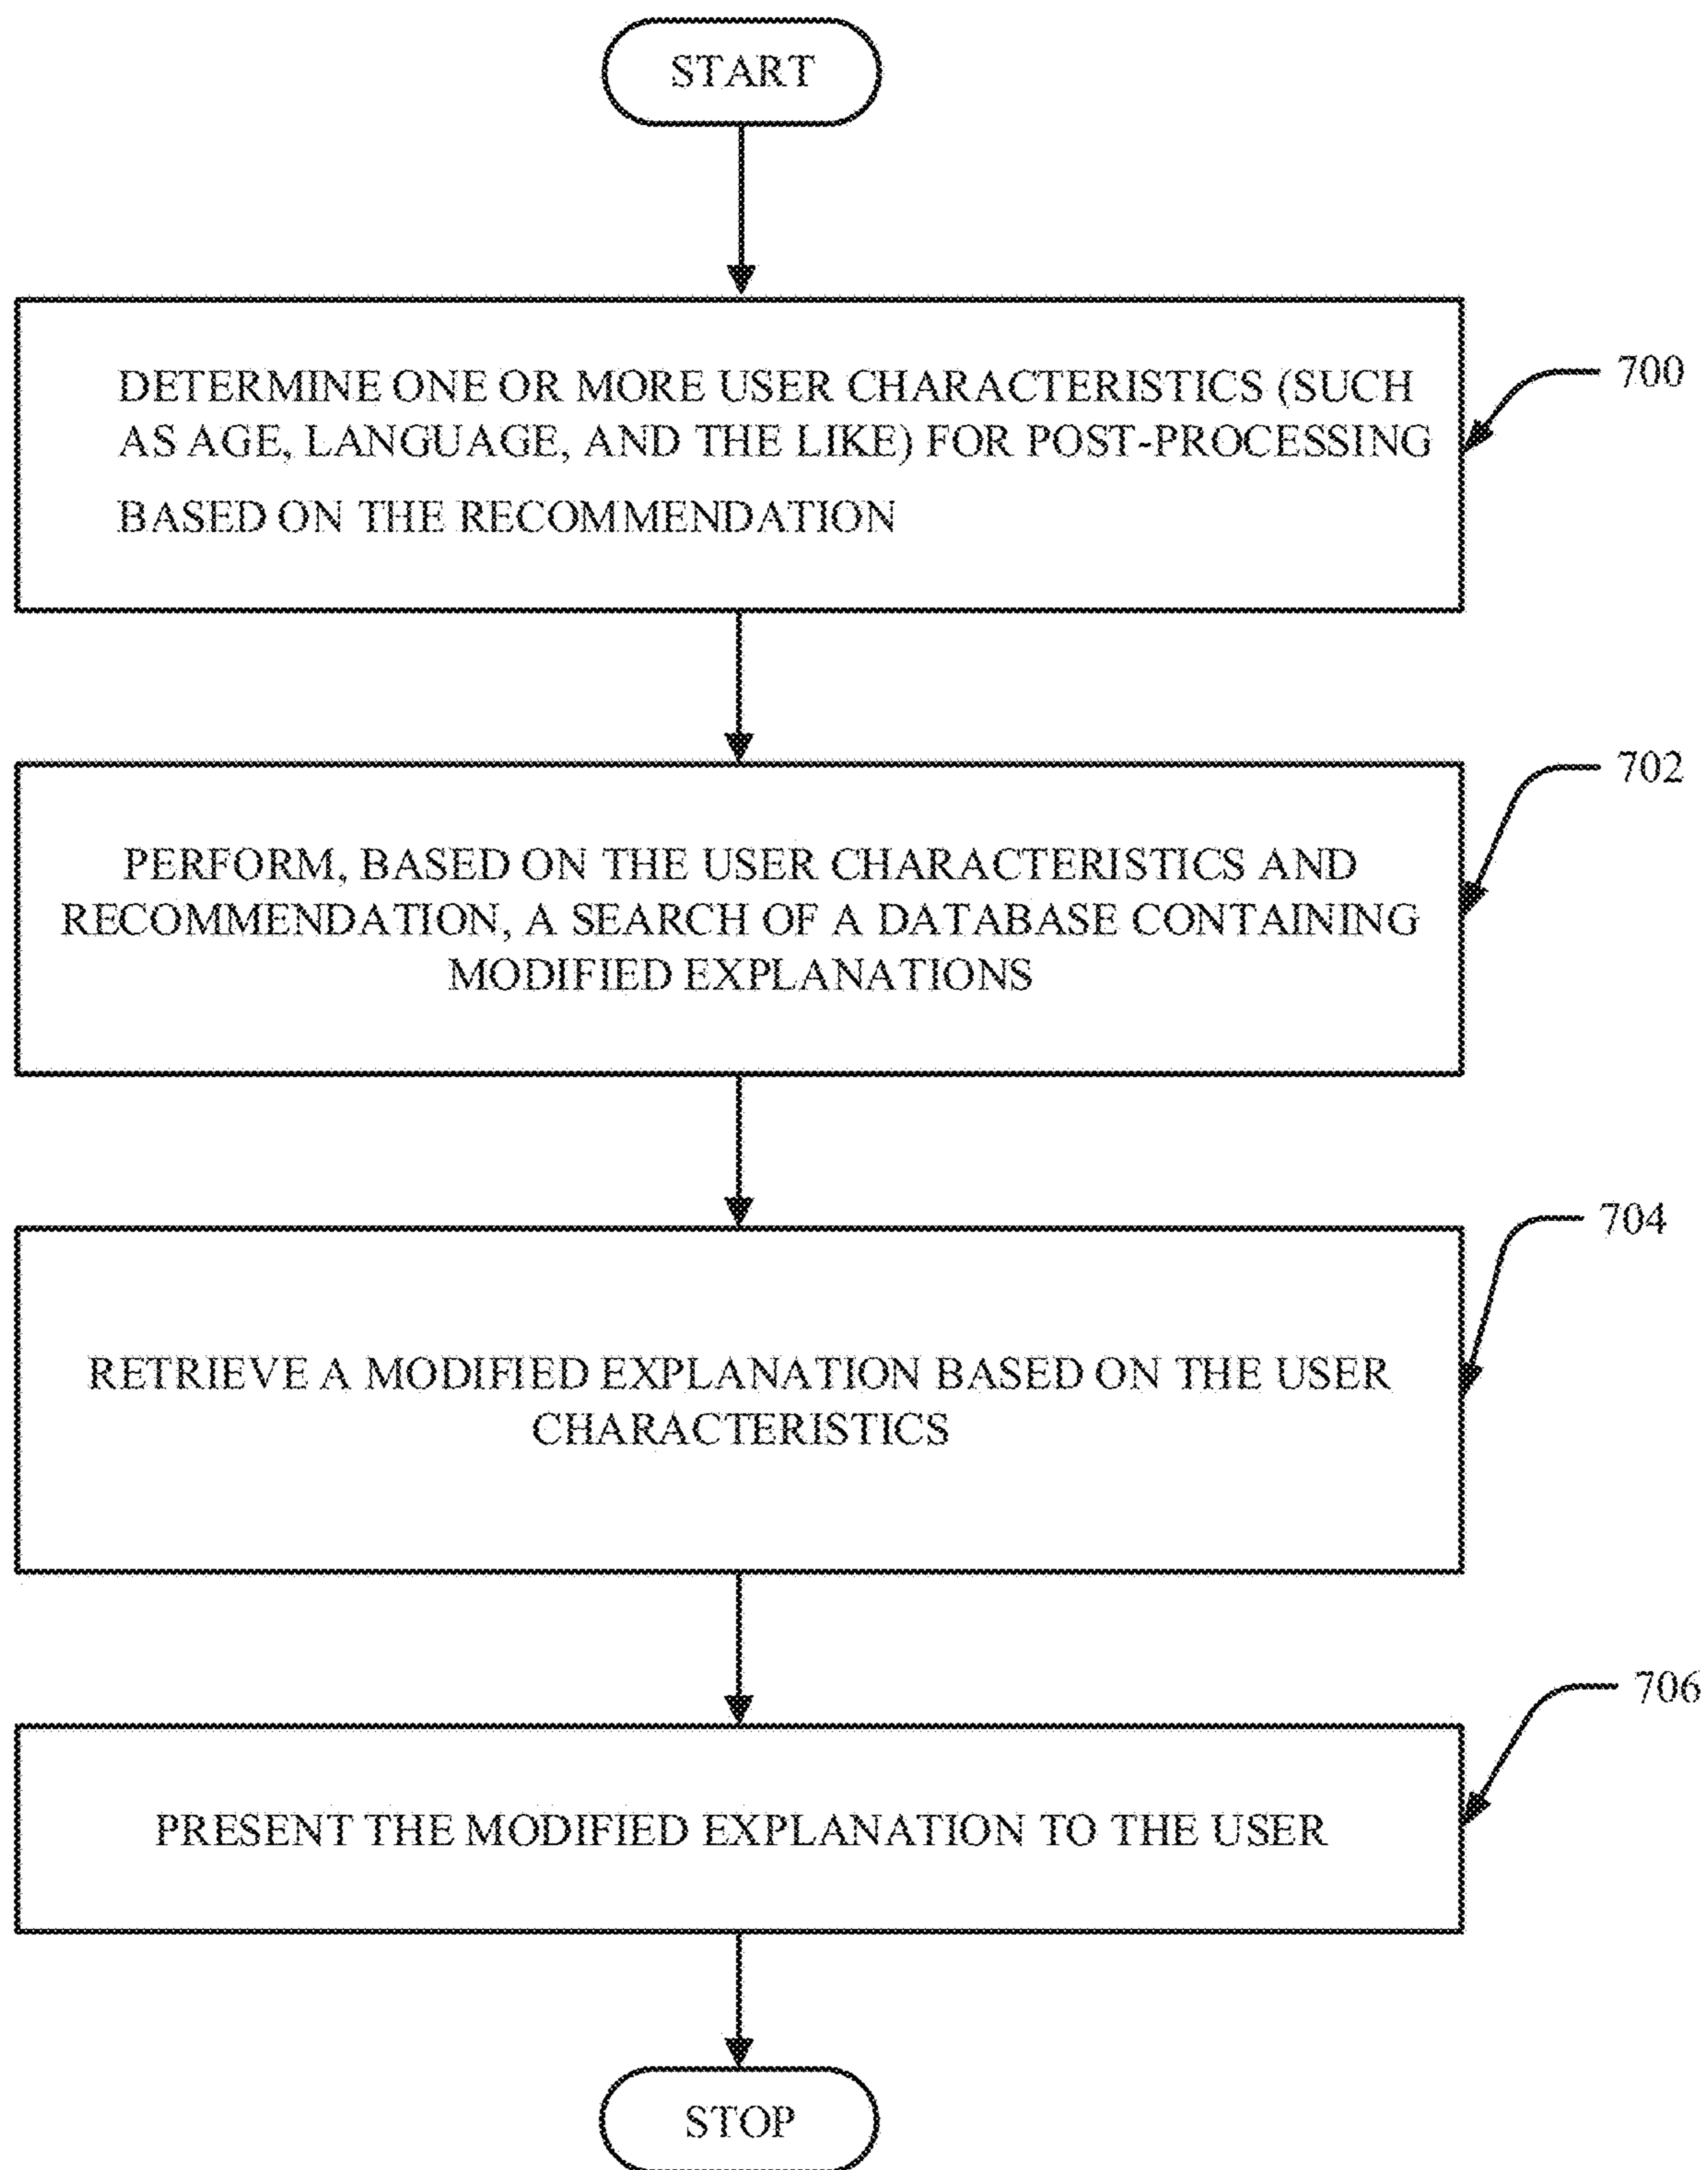 START
DETERMINE ONE OR MORE USER CHARACTERISTICS (SUCH
AS AGE, LANGUAGE, AND THE LIKE) FOR POST-PROCESSING
BASED ON THE RECOMMENDATION
700
PERFORM, BASED ON THE USER CHARACTERISTICS AND
RECOMMENDATION, A SEARCH OF A DATABASE CONTAINING
MODIFIED EXPLANATIONS
702
RETRIEVE A MODIFIED EXPLANATION BASED ON THE USER
CHARACTERISTICS
704
PRESENT THE MODIFIED EXPLANATION TO THE USER
706
STOP